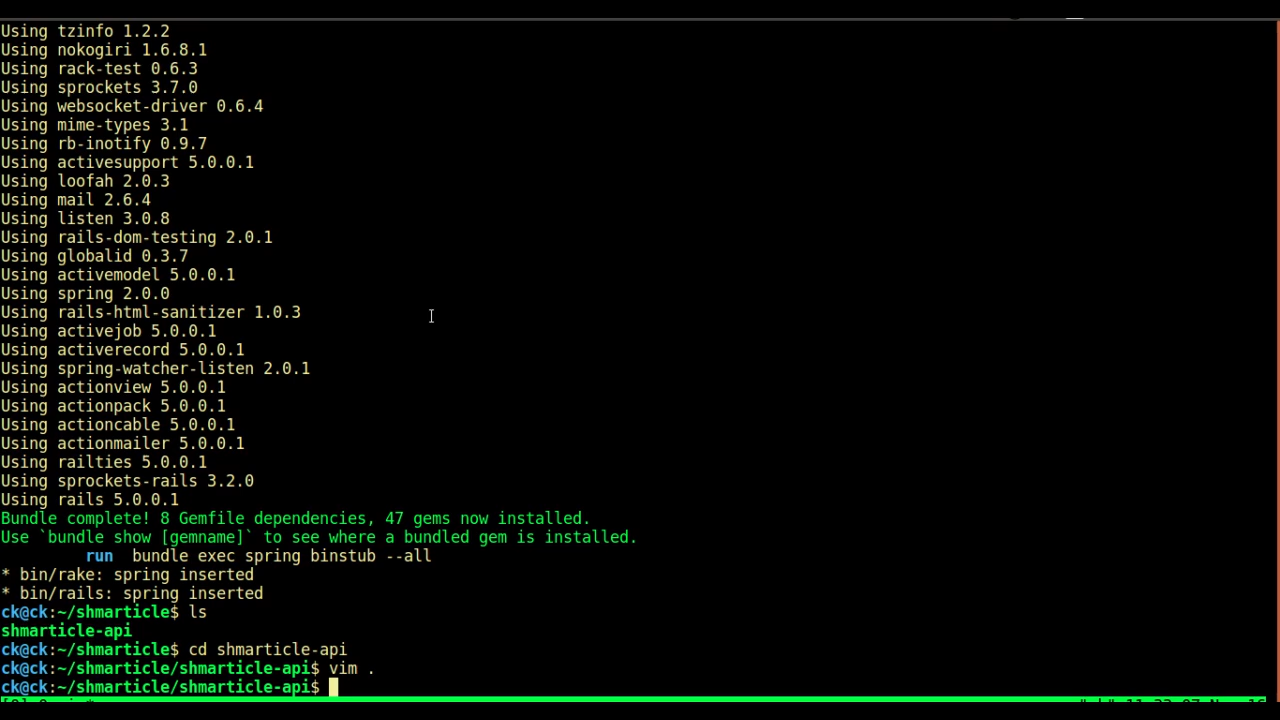 Using tzinfo 1.2.2
Using nokogiri 1.6.8.1
Using rack-test 0.6.3
Using sprockets 3.7.0
Using websocket-driver 0.6.4
Using mime-types 3.1
Using rb-inotify 0.9.7
Using activesupport 5.0.0.1
Using loofah 2.0.3
Using mail 2.6.4
Using listen 3.0.8
Using rails-dom-testing 2.0.1
Using globalid 0.3.7
Using activemodel 5.0.0.1
Using spring 2.0.0
Using rails-html-sanitizer 1.0.3
Using activejob 5.0.0.1
Using activerecord 5.0.0.1
Using spring-watcher-listen 2.0.1
Using actionview 5.0.0.1
Using actionpack 5.0.0.1
Using actioncable 5.0.0.1
Using actionmailer 5.0.0.1
Using railties 5.0.0.1
Using sprockets-rails 3.2.0
Using rails 5.0.0.1
Bundle complete! 8 Gemfile dependencies, 47 gems now installed.
Use `bundle show [gemname]` to see where a bundled gem is installed.
run  bundle exec spring binstub --all
* bin/rake: spring inserted
* bin/rails: spring inserted
ck@ck:~/shmarticle$ ls
shmarticle-api
ck@ck:~/shmarticle$ cd shmarticle-api
ck@ck:~/shmarticle/shmarticle-api$ vim .
ck@ck:~/shmarticle/shmarticle-api$